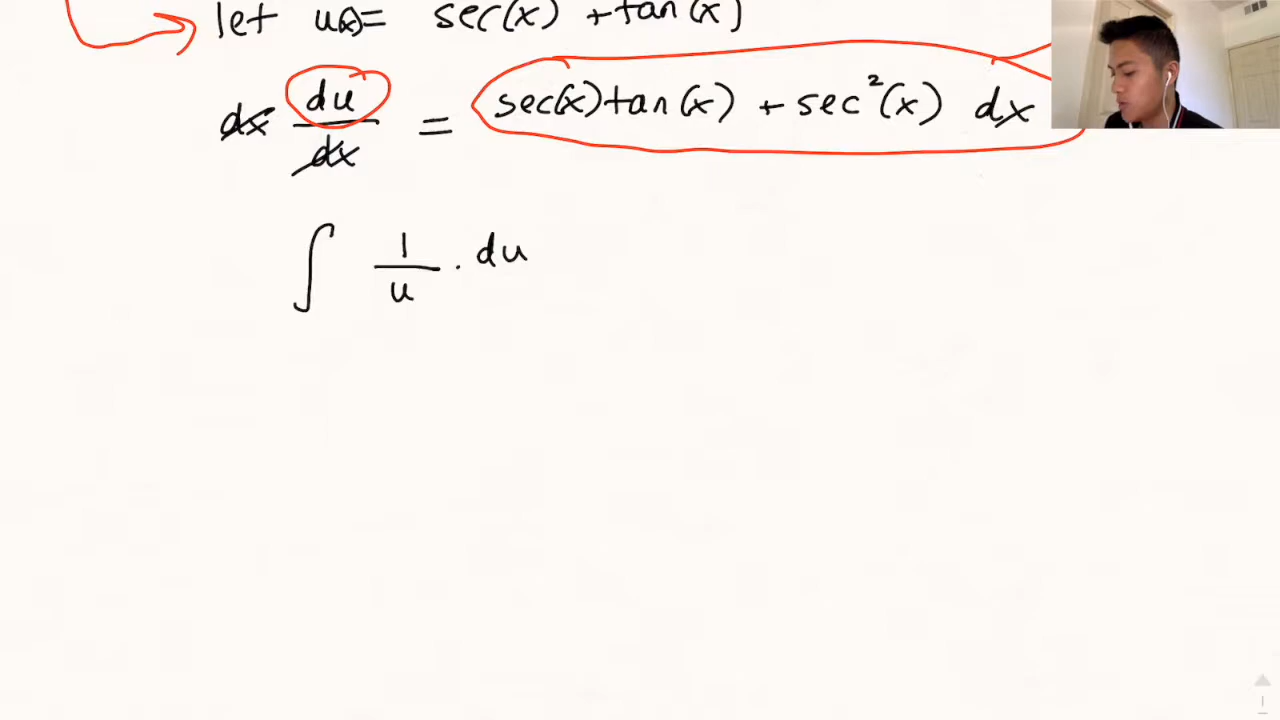 let u(x)= sec(x) +tan(x)
dx du/dx = sec(x)tan(x) + sec²(x) dx
∫ 1/u · du